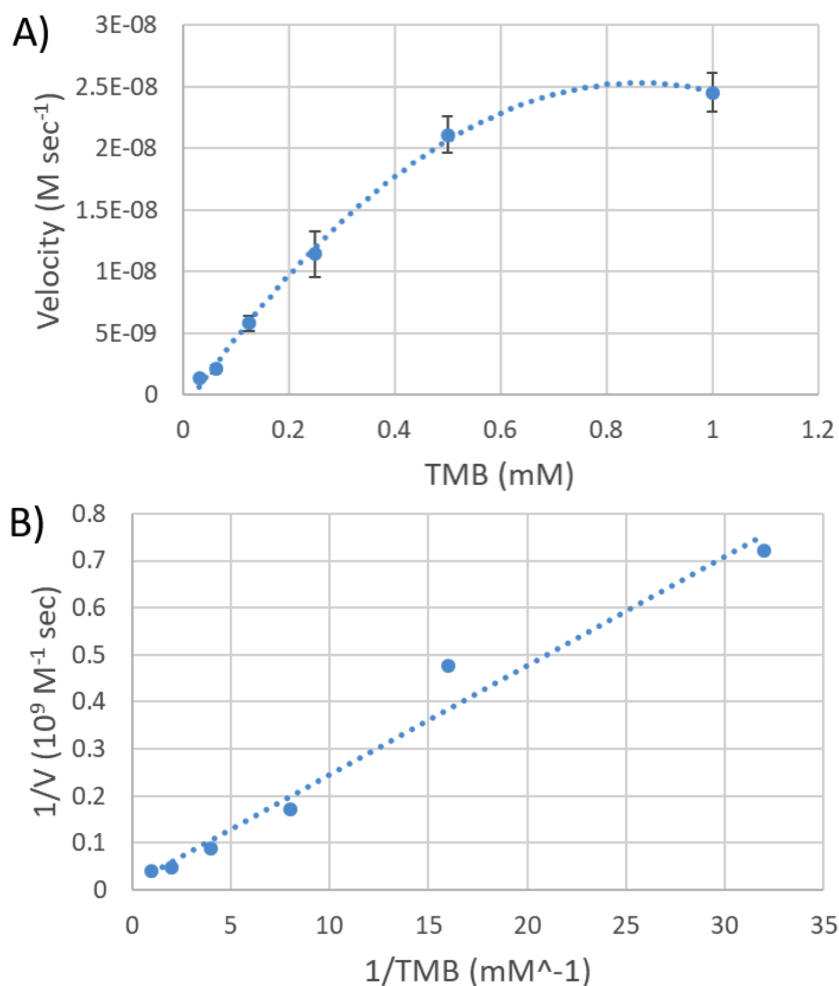 A)
3E-08
2.5E-08
2E-08
1.5E-08
1E-08
5E-09
0
Velocity (M sec⁻¹)
0 0.2 0.4 0.6 0.8 1 1.2
TMB (mM)
B)
0.8
0.7
0.6
0.5
0.4
0.3
0.2
0.1
0
1/V (10⁹ M⁻¹ sec)
0 5 10 15 20 25 30 35
1/TMB (mM^-1)